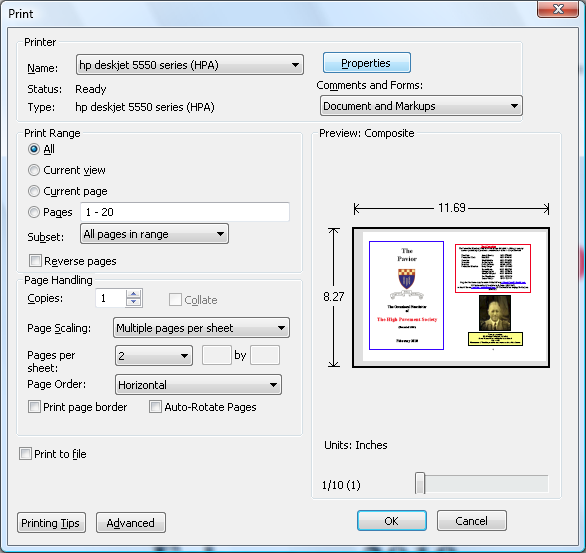 Print
Printer
Name:
hp deskjet 5550 series (HPA)
Properties
Status:
Ready
Comments and Forms:
Type:
hp deskjet 5550 series (HPA)
Document and Markups
Print Range
All
Current view
Current page
Pages
1 - 20
Subset:
All pages in range
Reverse pages
Page Handling
Copies:
1
Collate
Page Scaling:
Multiple pages per sheet
Pages per
sheet:
2
by
Page Order:
Horizontal
Print page border
Auto-Rotate Pages
Print to file
Printing Tips
Advanced
Preview: Composite
11.69
8.27
The
Pavior
The Occasional Newsletter
of
The High Pavement Society
February 2010
Units: Inches
1/10 (1)
OK
Cancel